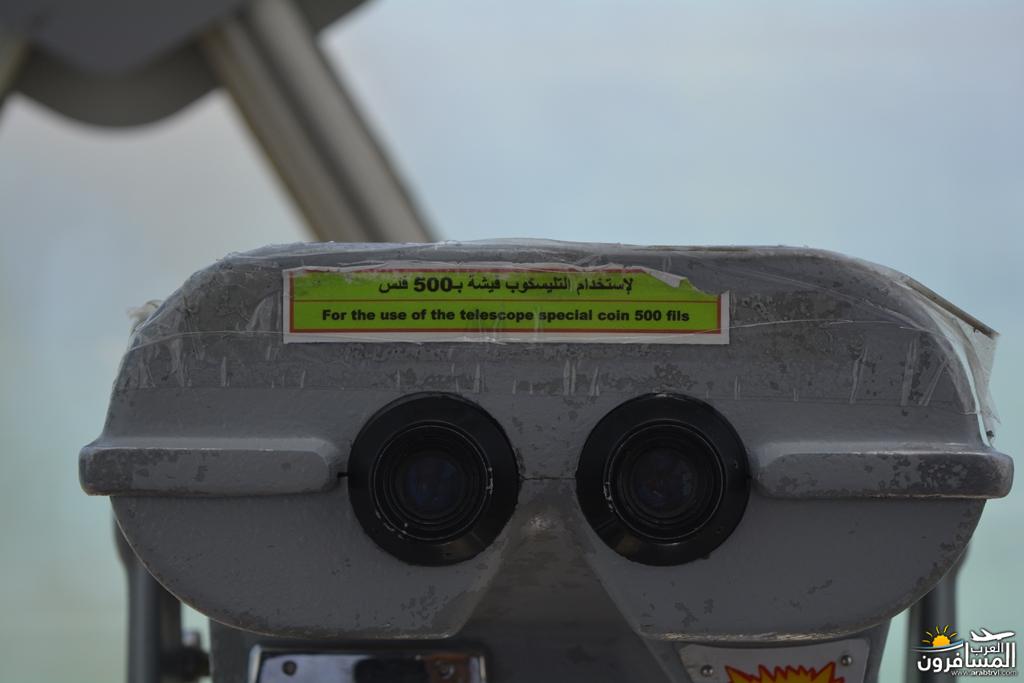 لإستخدام التليسكوب فيشة بـ500 فلس
For the use of the telescope special coin 500 fils
العرب
المسافرون
www.arabtrvl.com